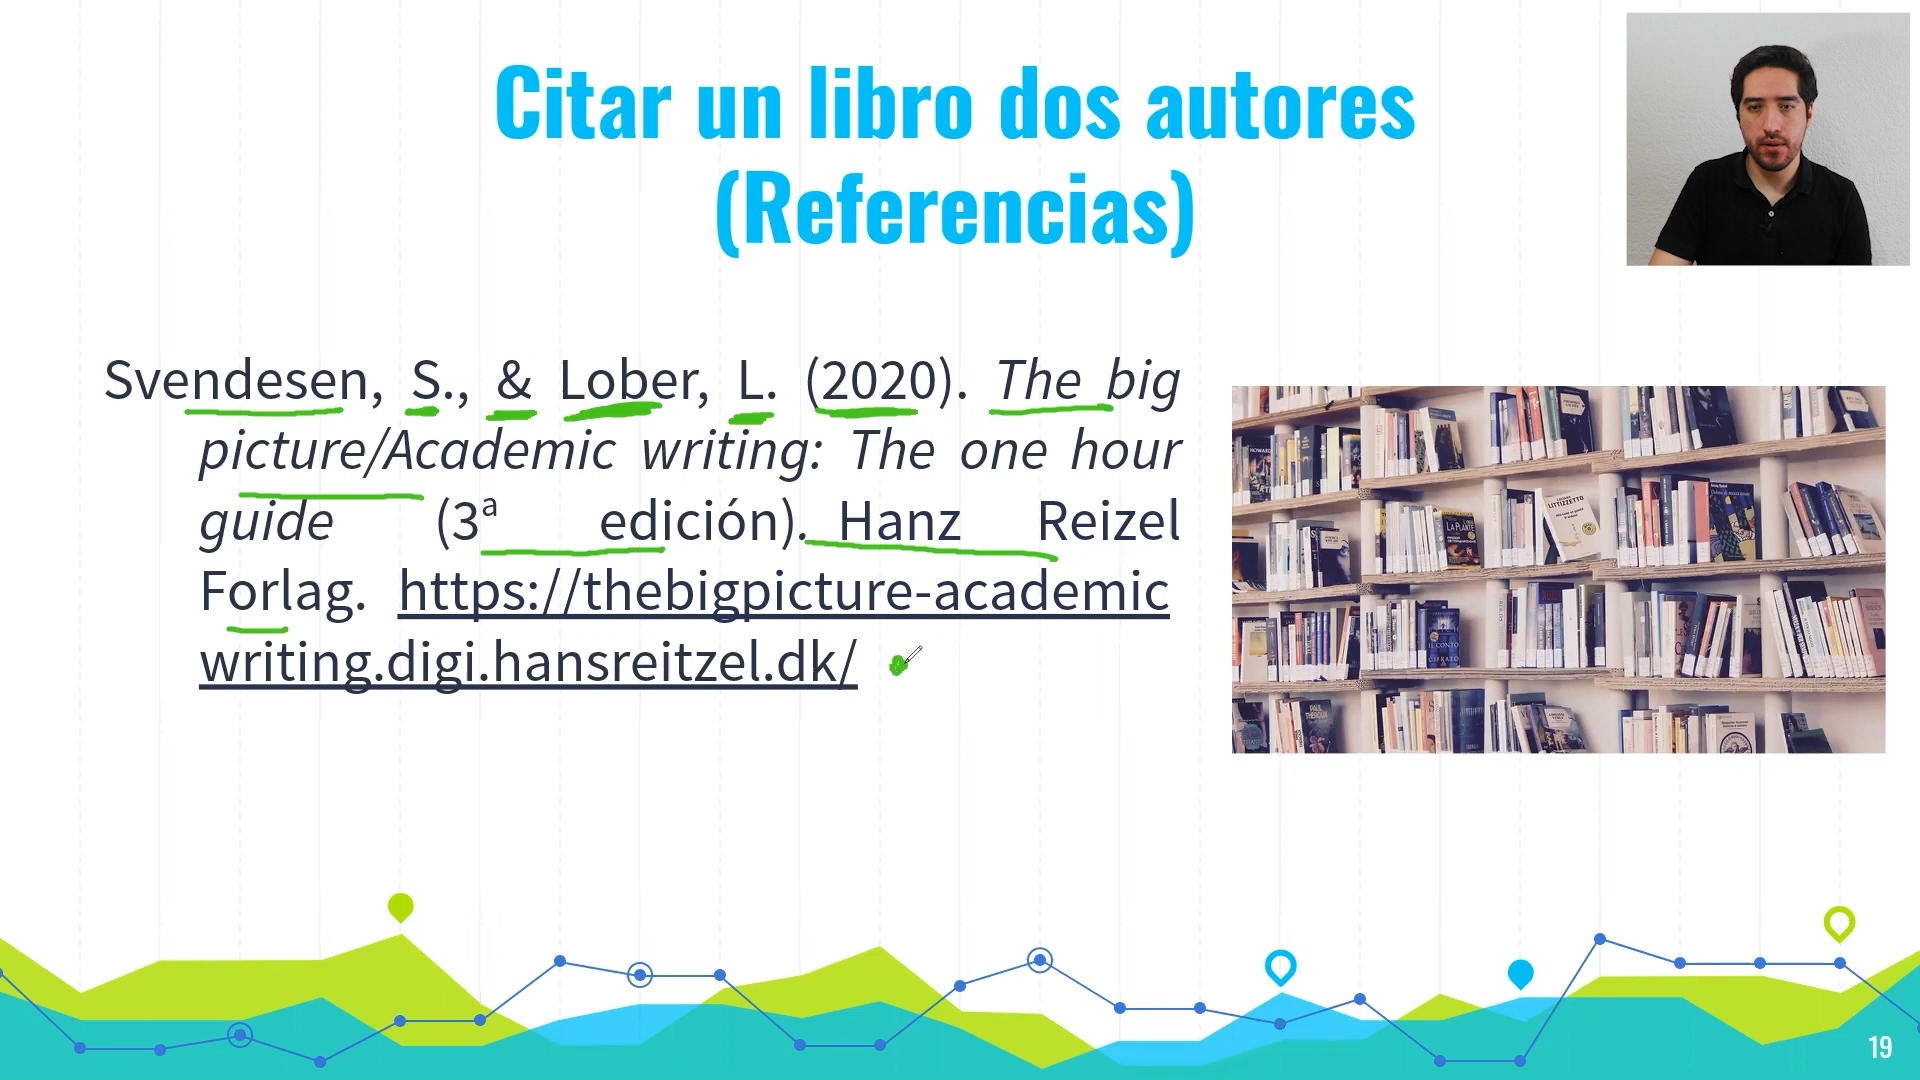 Citar un libro dos autores
(Referencias)
Svendesen, S., & Lober, L. (2020). The big
picture/Academic writing: The one hour
guide (3ª edición). Hanz Reizel
Forlag. https://thebigpicture-academic
writing.digi.hansreitzel.dk/
LITTIZZETTO
19